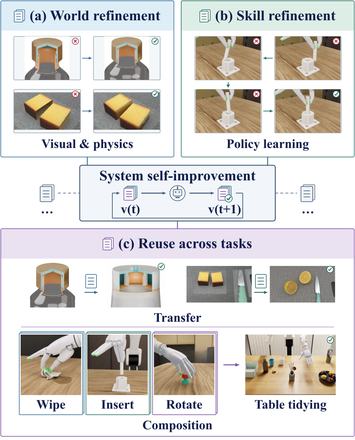 (a) World refinement
(b) Skill refinement
Visual & physics
Policy learning
System self-improvement
... v(t) v(t+1) ...
(c) Reuse across tasks
Transfer
Wipe Insert Rotate Table tidying
Composition